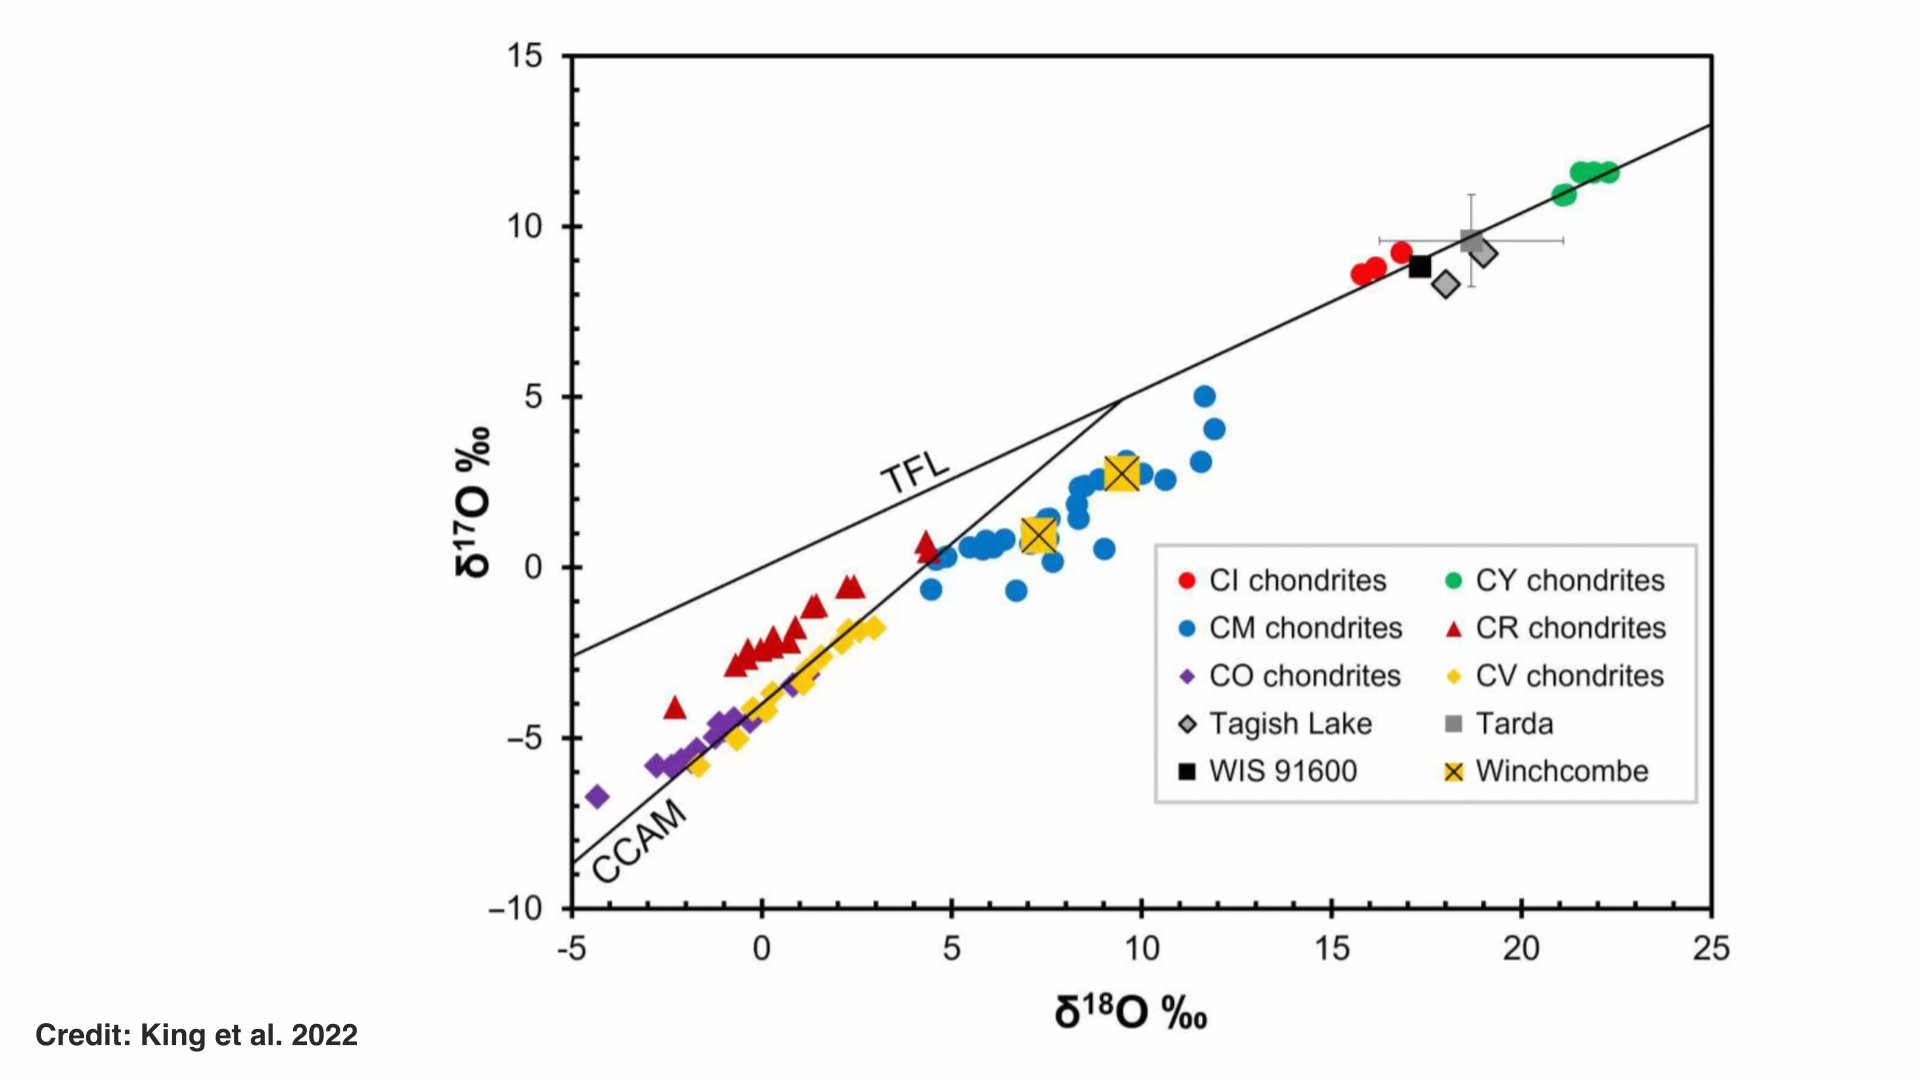 15
10
5
0
–5
–10
δ¹⁷O ‰
TFL
CCAM
CI chondrites
CY chondrites
CM chondrites
CR chondrites
CO chondrites
CV chondrites
Tagish Lake
Tarda
WIS 91600
Winchcombe
-5 0 5 10 15 20 25
δ¹⁸O ‰
Credit: King et al. 2022